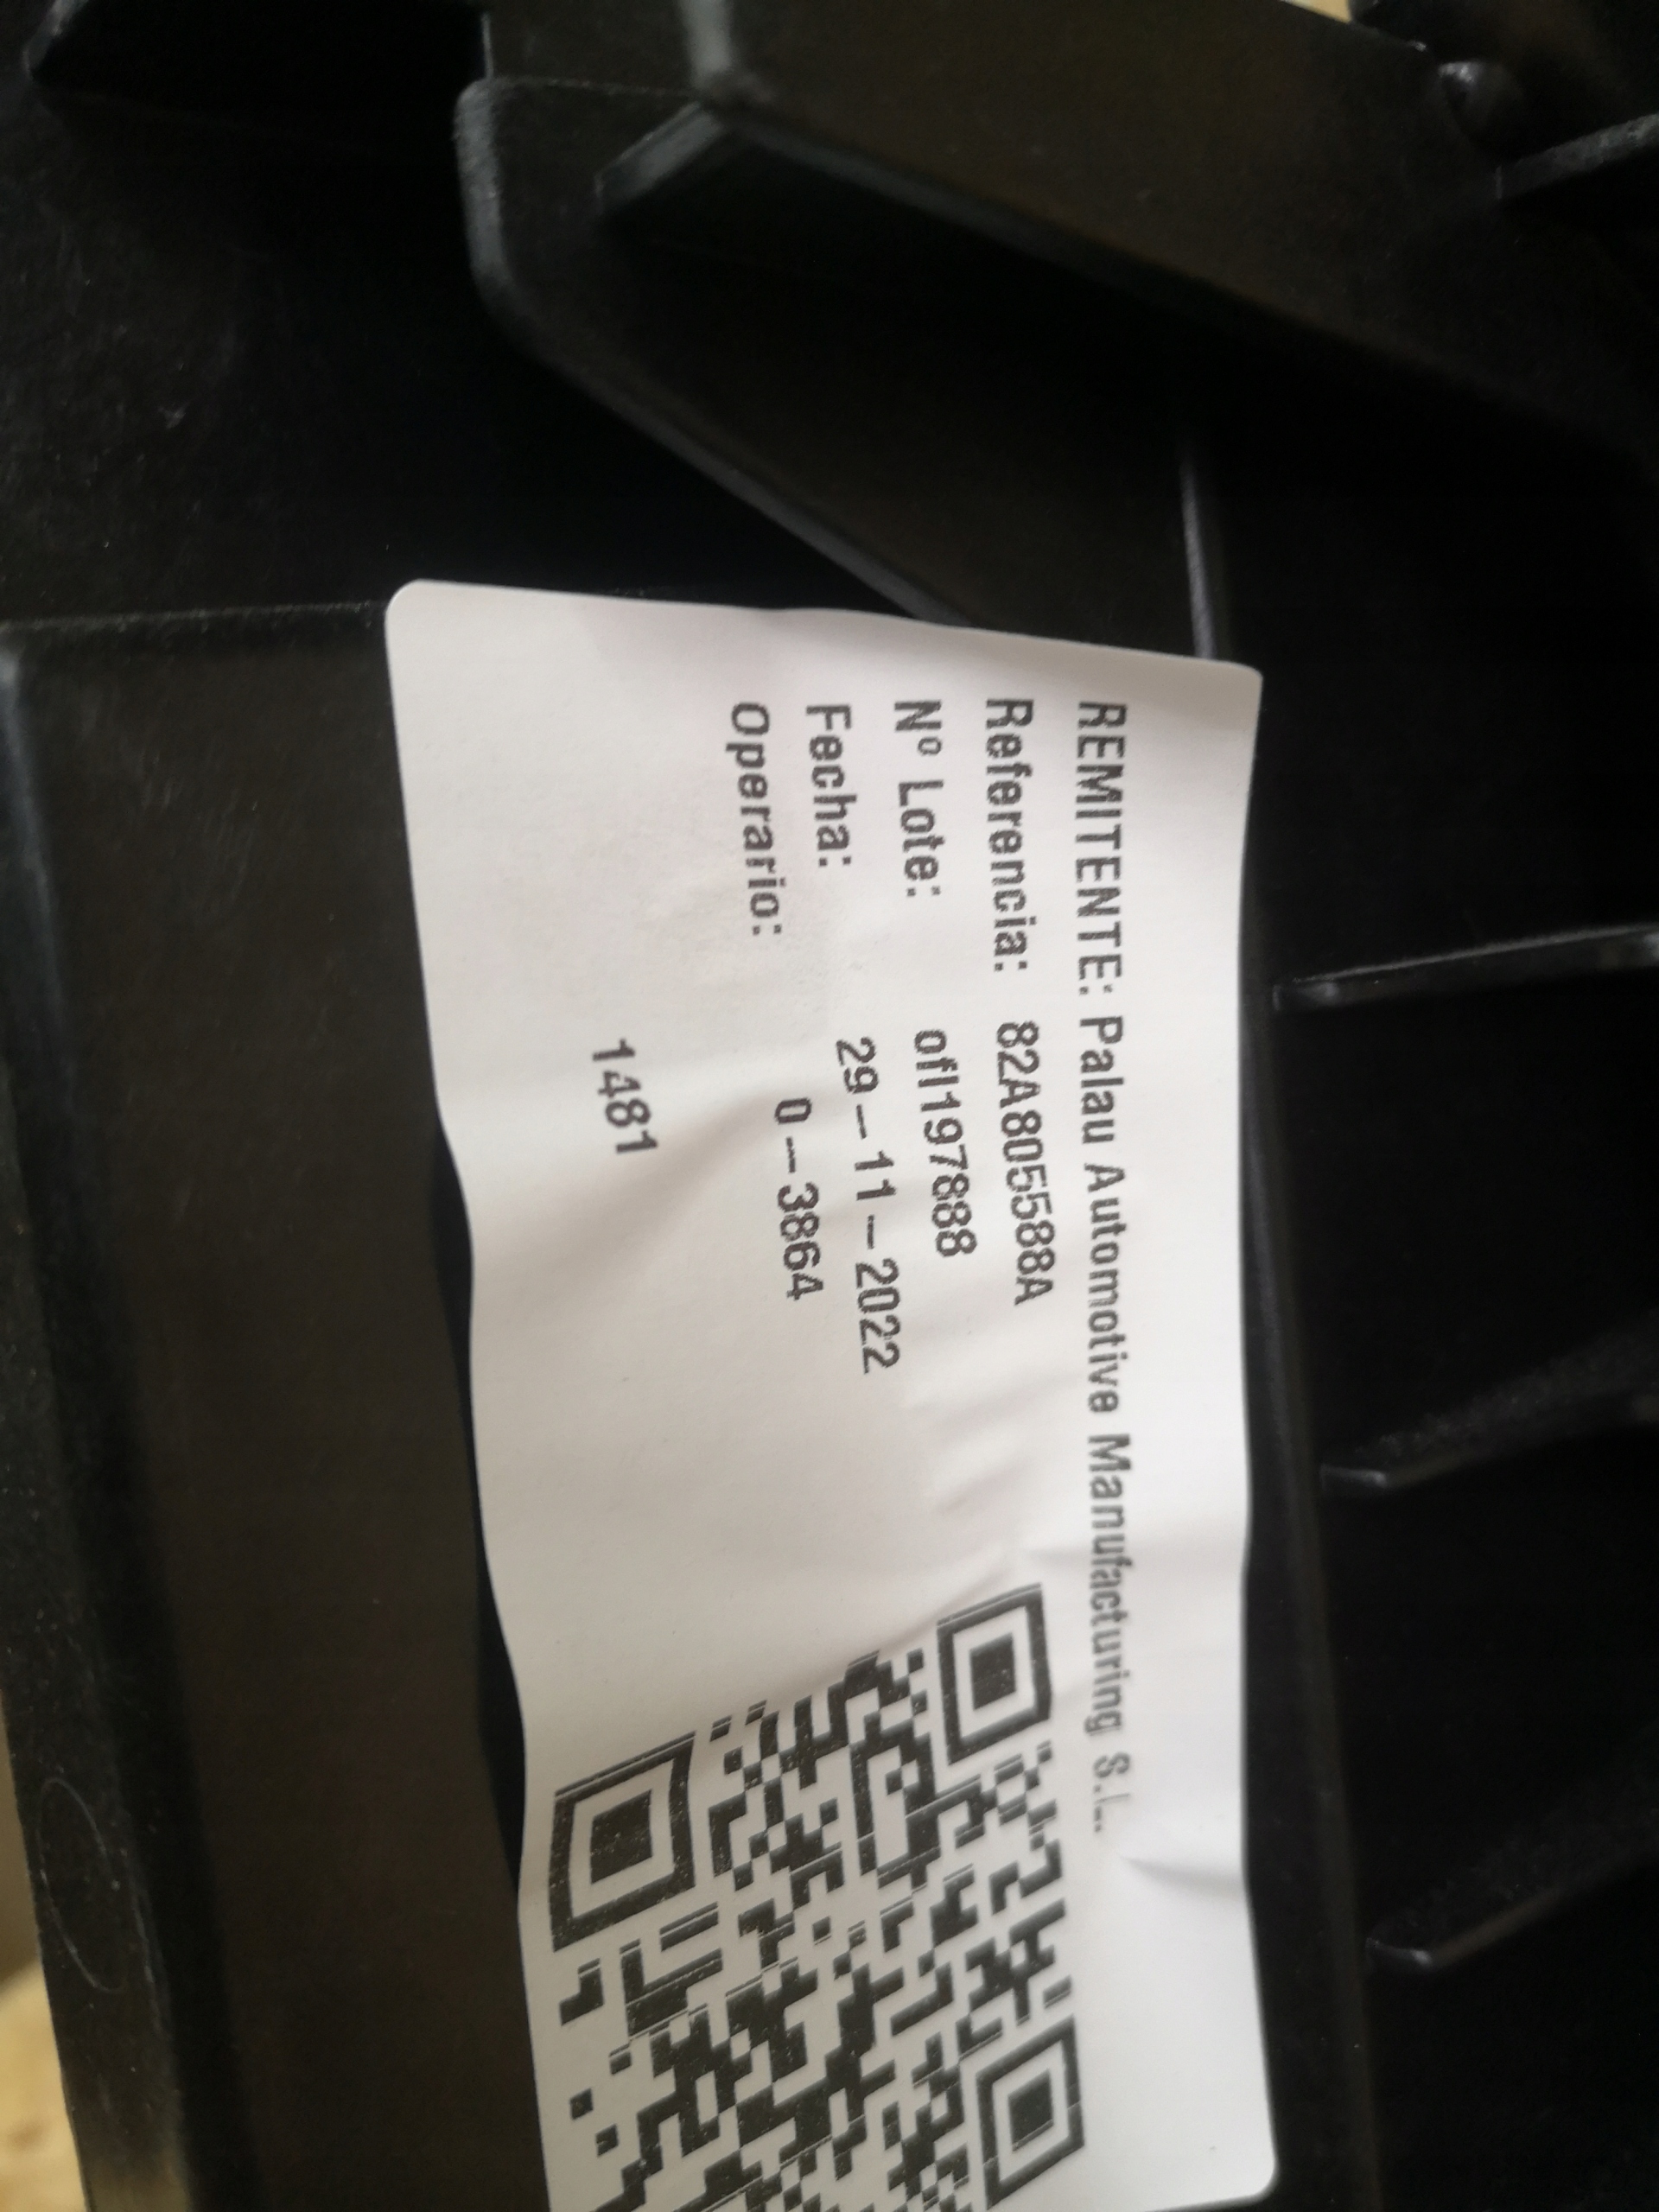 REMITENTE: Palau Automotive Manufacturing S.L.
Referencia: 82A805588A
Nº Lote: ofl197888
Fecha: 29-11-2022
Operario: 0-3864
1481